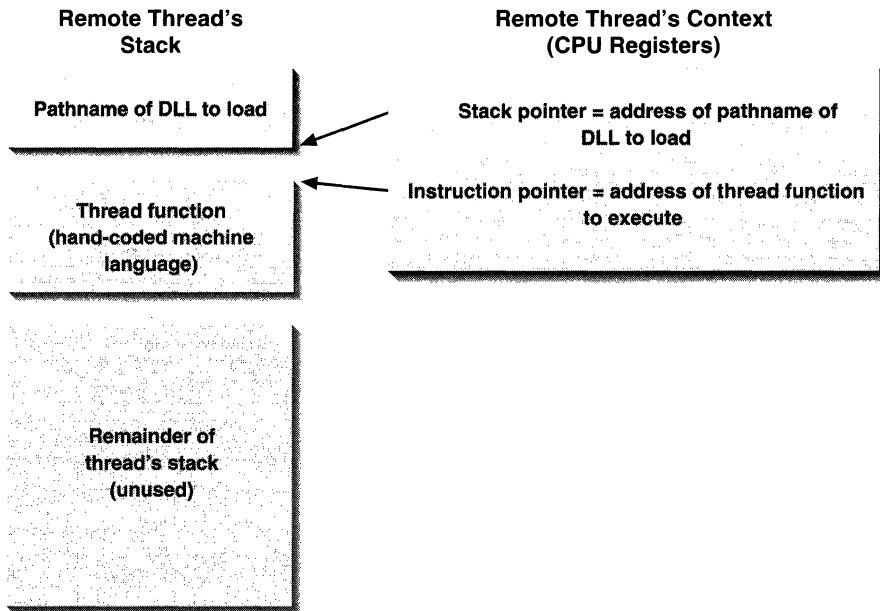 Remote Thread's
Stack
Remote Thread's Context
(CPU Registers)
Pathname of DLL to load
Stack pointer = address of pathname of
DLL to load
Instruction pointer = address of thread function
to execute
Thread function
(hand-coded machine
language)
Remainder of
thread's stack
(unused)